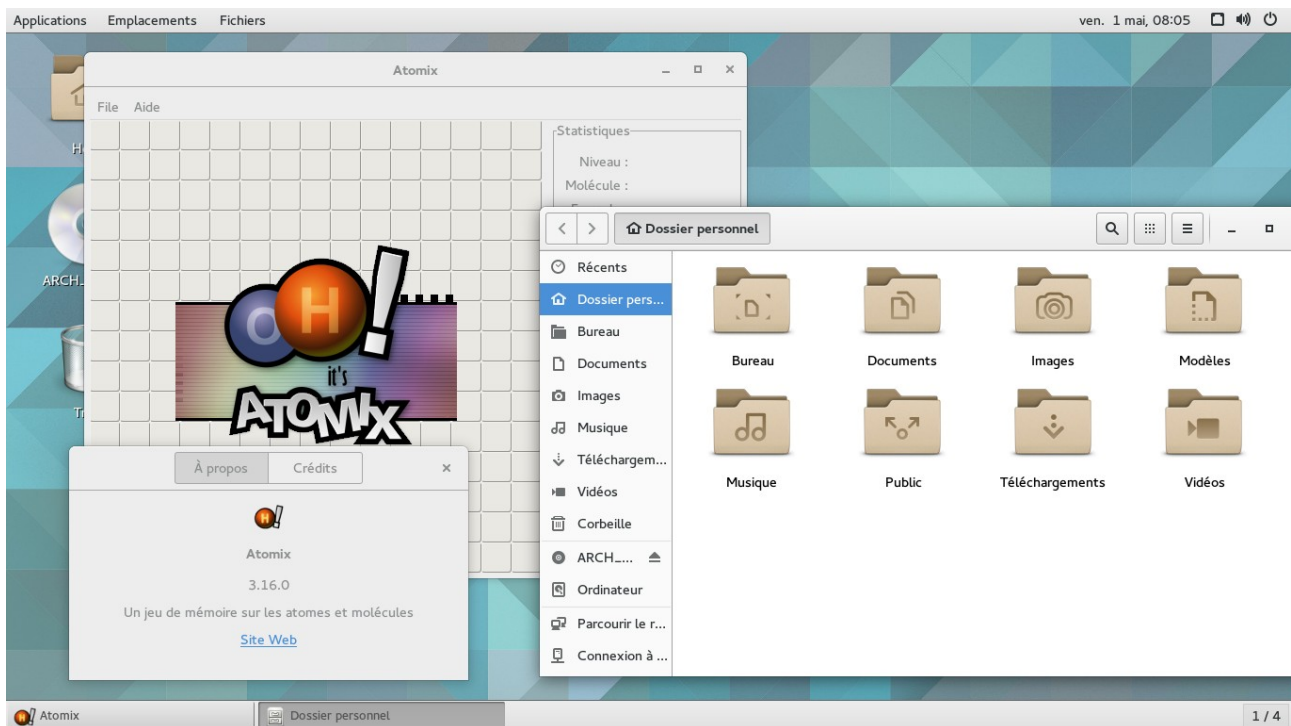 Applications Emplacements Fichiers ven. 1 mai, 08:05
Atomix
File Aide
Statistiques
Niveau :
Molécule :
OH!
it's
ATOMIX
H
ARCH_
Tr
À propos Crédits
H!
Atomix
3.16.0
Un jeu de mémoire sur les atomes et molécules
Site Web
Dossier personnel
Récents
Dossier pers...
Bureau
Documents
Images
Musique
Téléchargem...
Vidéos
Corbeille
ARCH_...
Ordinateur
Parcourir le r...
Connexion à ...
Bureau Documents Images Modèles
Musique Public Téléchargements Vidéos
Atomix Dossier personnel 1 / 4